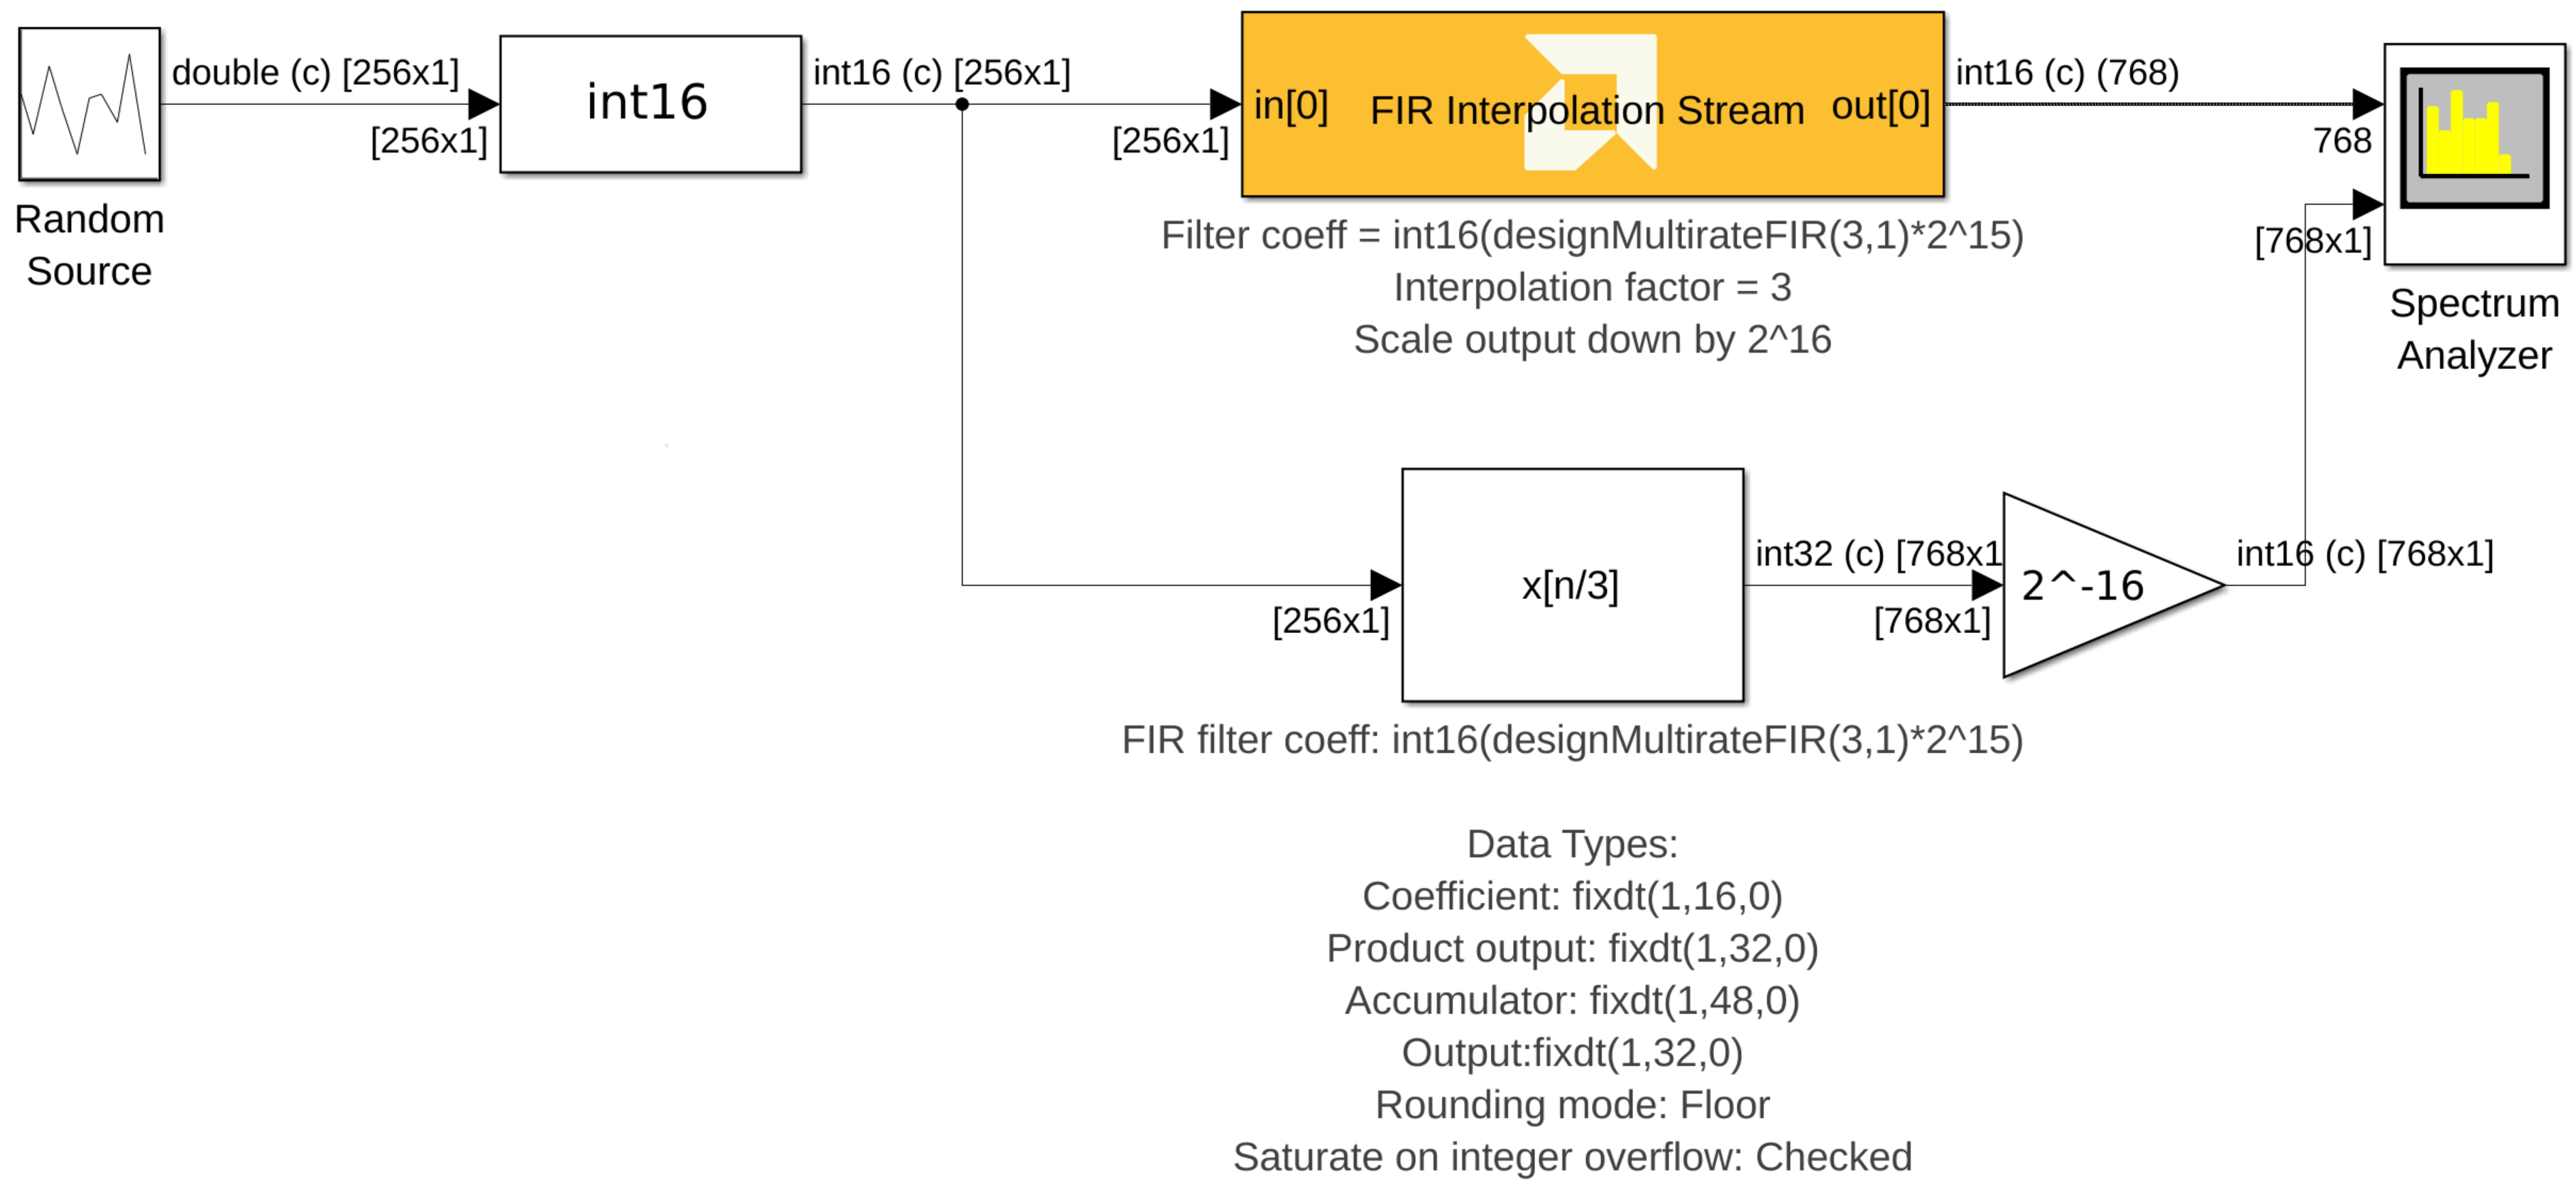 double (c) [256x1]
[256x1]
Random
Source
int16
int16 (c) [256x1]
[256x1]
in[0]
FIR Interpolation Stream
out[0]
int16 (c) (768)
768
[768x1]
Spectrum
Analyzer
Filter coeff = int16(designMultirateFIR(3,1)*2^15)
Interpolation factor = 3
Scale output down by 2^16
[256x1]
x[n/3]
int32 (c) [768x1
[768x1]
2^-16
int16 (c) [768x1]
FIR filter coeff: int16(designMultirateFIR(3,1)*2^15)
Data Types:
Coefficient: fixdt(1,16,0)
Product output: fixdt(1,32,0)
Accumulator: fixdt(1,48,0)
Output:fixdt(1,32,0)
Rounding mode: Floor
Saturate on integer overflow: Checked